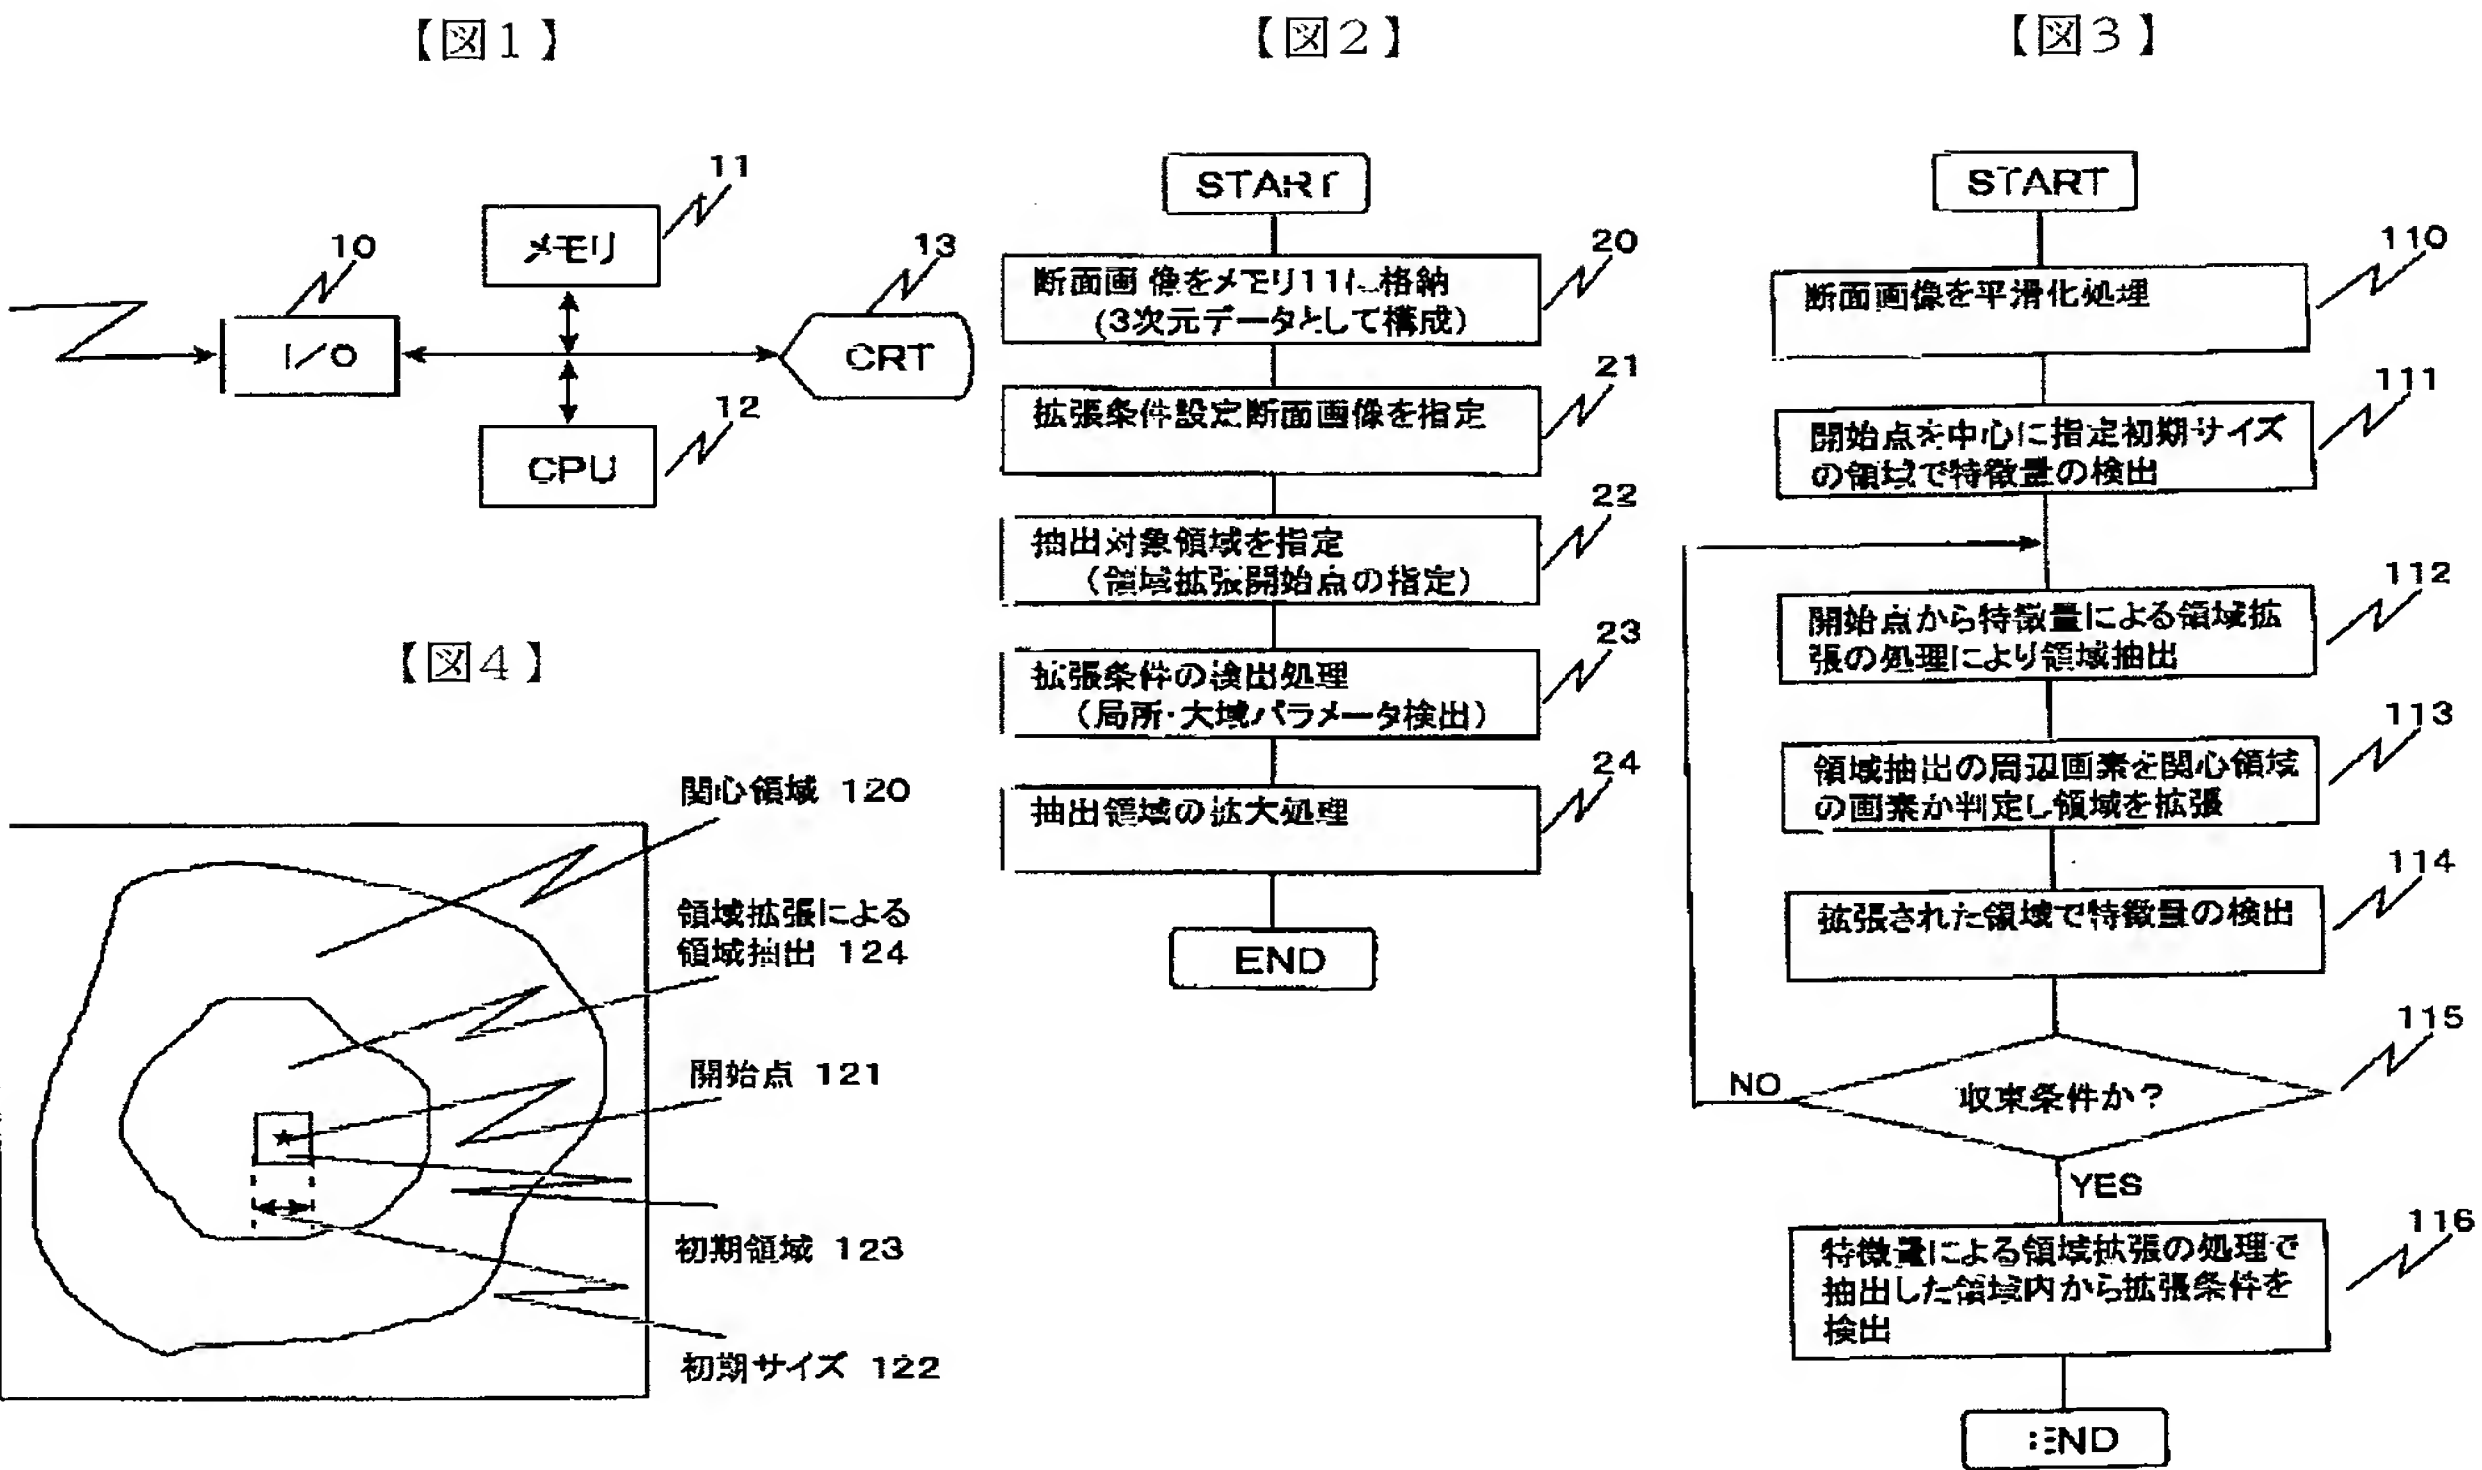 【図1】
11
メモリ
10
13
I/O
CRT
12
CPU
【図2】
START
20
断面画像をメモリ11に格納
(3次元データとして構成)
21
拡張条件設定断面画像を指定
22
抽出対象領域を指定
(領域拡張開始点の指定)
23
拡張条件の検出処理
(局所・大域パラメータ検出)
24
抽出領域の拡大処理
END
【図3】
START
110
断面画像を平滑化処理
111
開始点を中心に指定初期サイズ
の領域で特徴量の検出
112
開始点から特徴量による領域拡
張の処理により領域抽出
113
領域抽出の周辺画素を関心領域
の画素か判定し領域を拡張
114
拡張された領域で特徴量の検出
115
収束条件か?
NO
YES
116
特徴量による領域拡張の処理で
抽出した領域内から拡張条件を
検出
END
【図4】
関心領域 120
領域拡張による
領域抽出 124
開始点 121
初期領域 123
初期サイズ 122